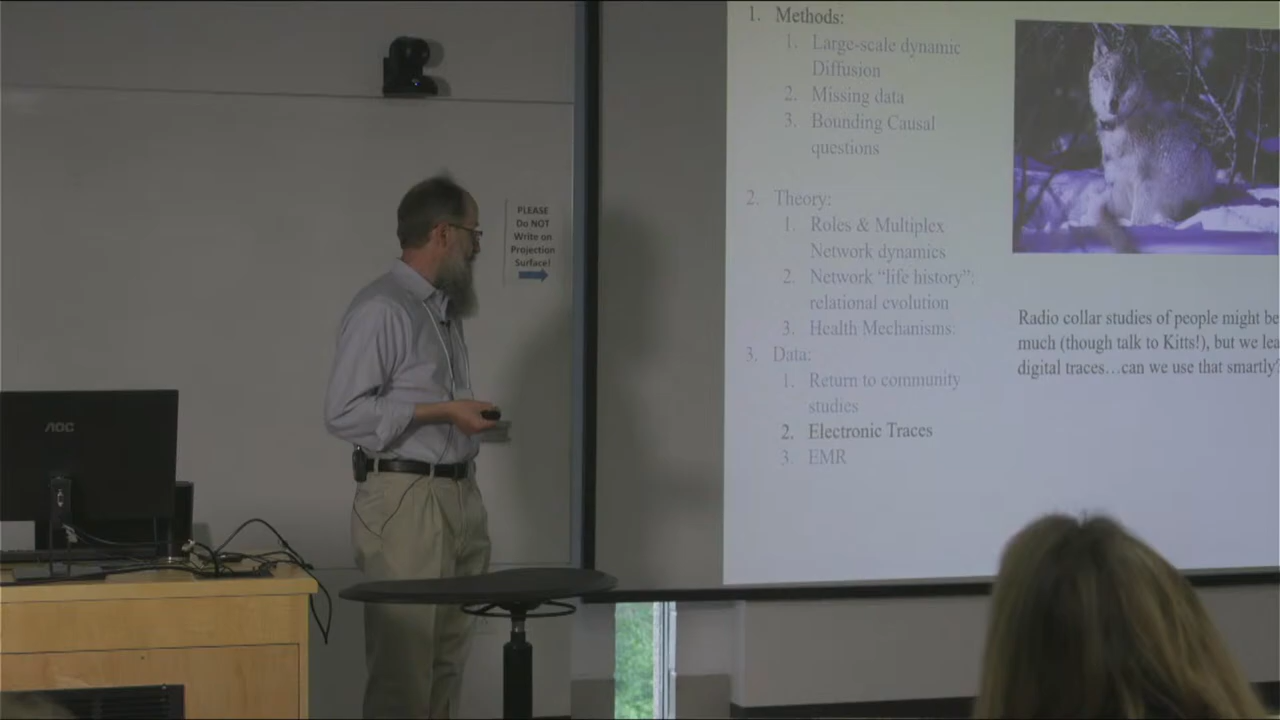 AOC
PLEASE
Do NOT
Write on
Projection
Surface!
1. Methods:
1. Large-scale dynamic
Diffusion
2. Missing data
3. Bounding Causal
questions
2. Theory:
1. Roles & Multiplex
Network dynamics
2. Network “life history”:
relational evolution
3. Health Mechanisms:
3. Data:
1. Return to community
studies
2. Electronic Traces
3. EMR
Radio collar studies of people might be
much (though talk to Kitts!), but we lea
digital traces…can we use that smartly?